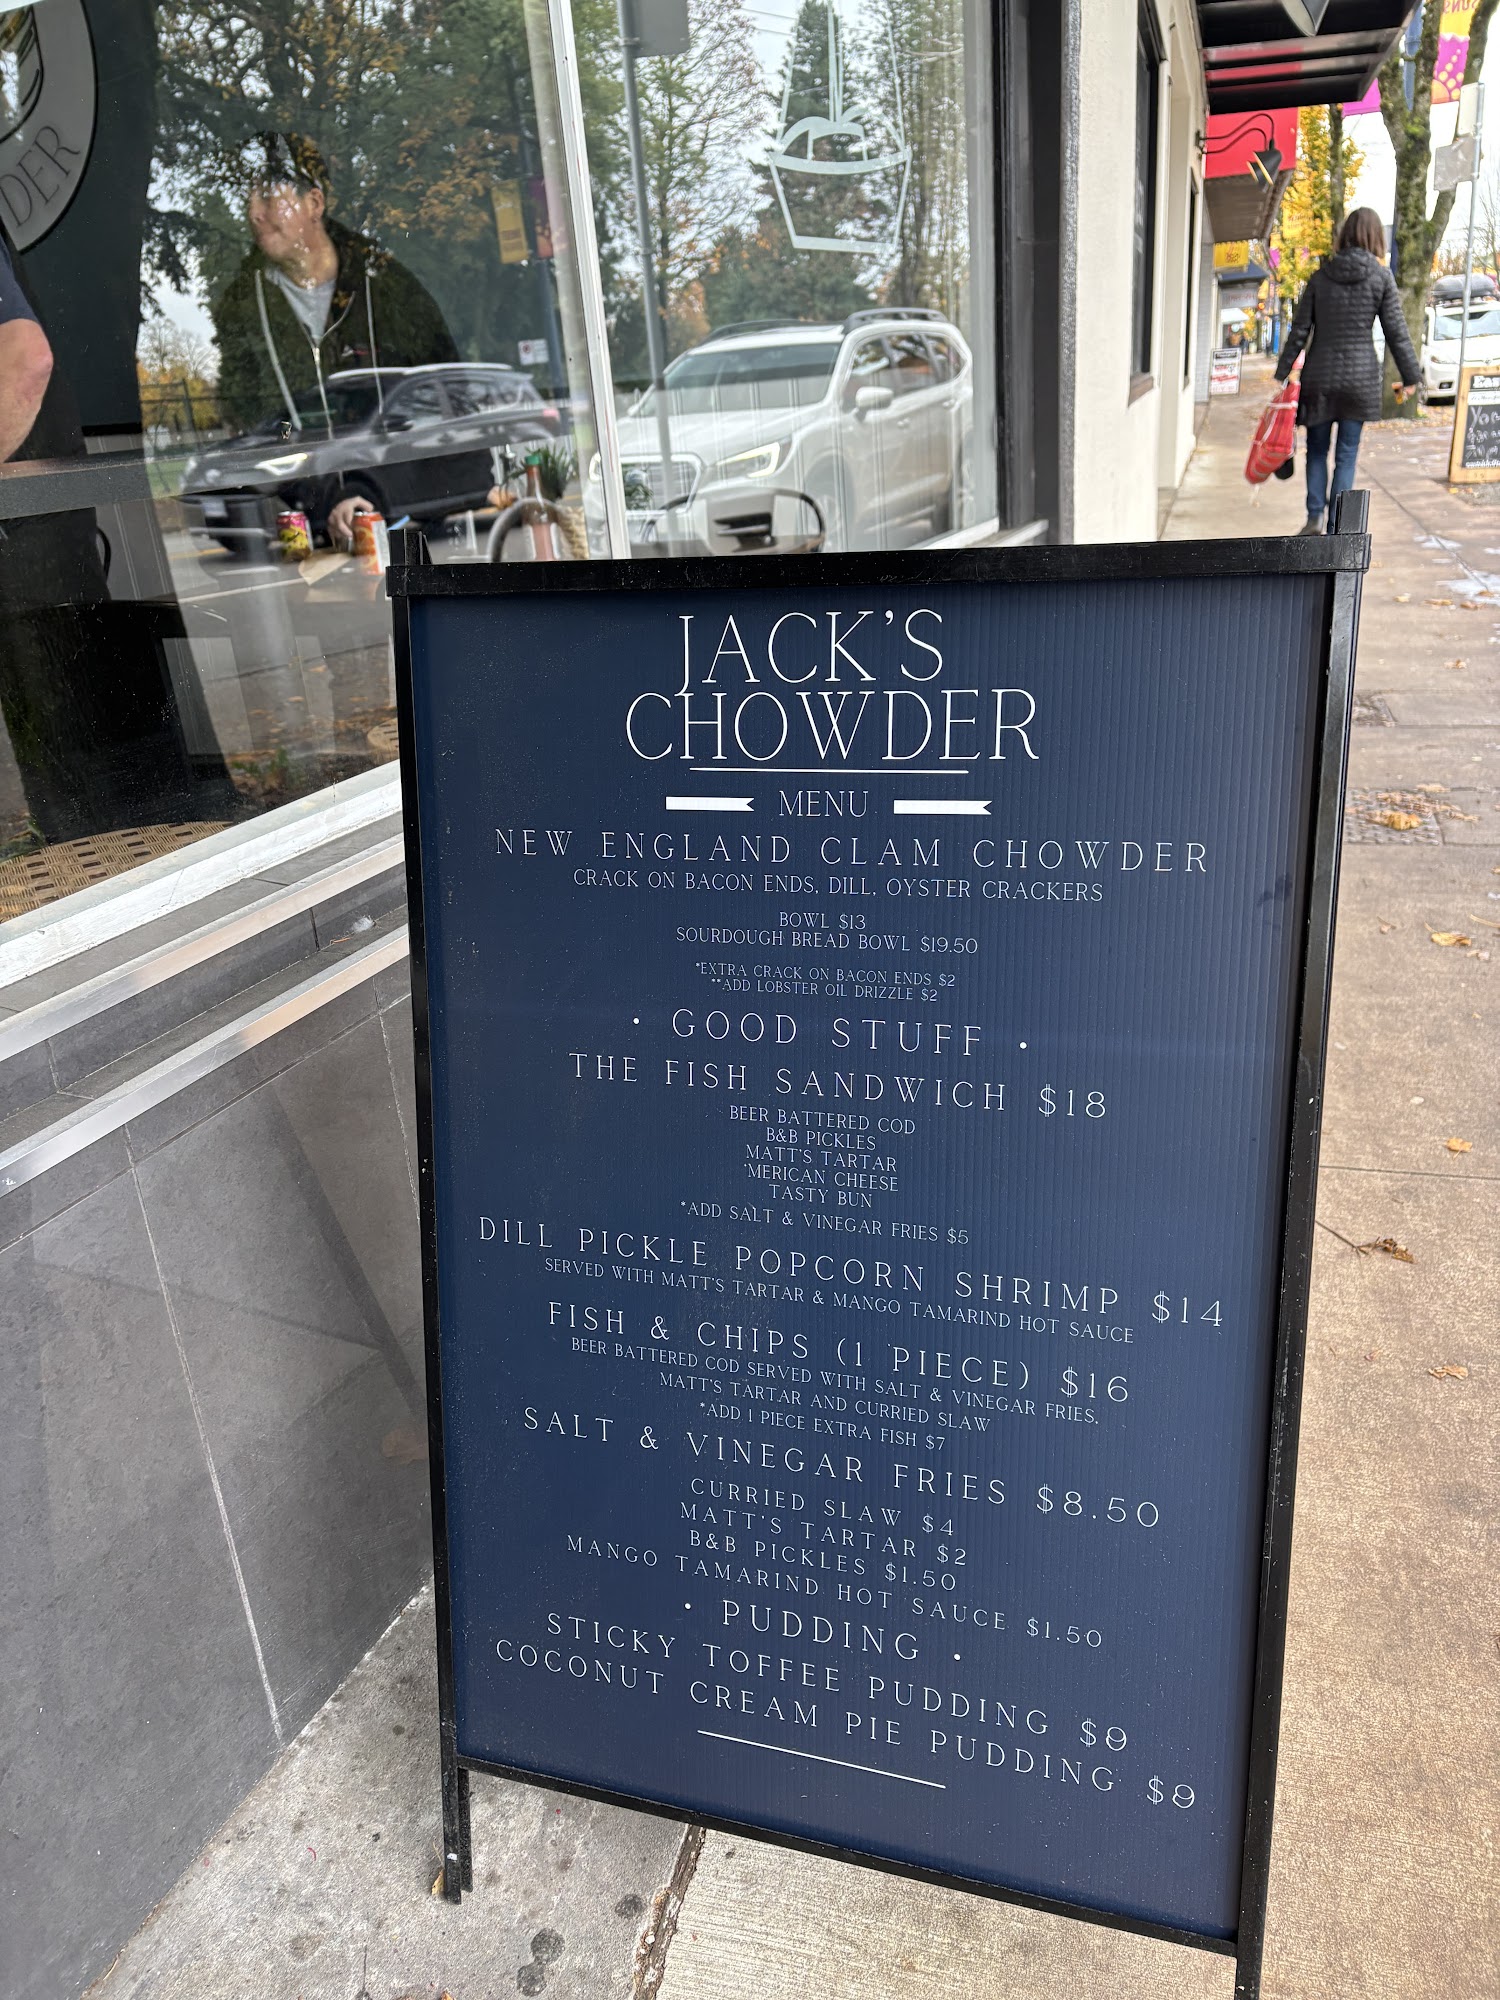 DER
JACK'S
CHOWDER
MENU
NEW ENGLAND CLAM CHOWDER
CRACK ON BACON ENDS, DILL, OYSTER CRACKERS
BOWL $13
SOURDOUGH BREAD BOWL $19.50
*EXTRA CRACK ON BACON ENDS $2
**ADD LOBSTER OIL DRIZZLE $2
• GOOD STUFF •
THE FISH SANDWICH $18
BEER BATTERED COD
B&B PICKLES
MATT'S TARTAR
'MERICAN CHEESE
TASTY BUN
*ADD SALT & VINEGAR FRIES $5
DILL PICKLE POPCORN SHRIMP $14
SERVED WITH MATT'S TARTAR & MANGO TAMARIND HOT SAUCE
FISH & CHIPS (1 PIECE) $16
BEER BATTERED COD SERVED WITH SALT & VINEGAR FRIES,
MATT'S TARTAR AND CURRIED SLAW
*ADD 1 PIECE EXTRA FISH $7
SALT & VINEGAR FRIES $8.50
CURRIED SLAW $4
MATT'S TARTAR $2
B&B PICKLES $1.50
MANGO TAMARIND HOT SAUCE $1.50
• PUDDING •
STICKY TOFFEE PUDDING $9
COCONUT CREAM PIE PUDDING $9